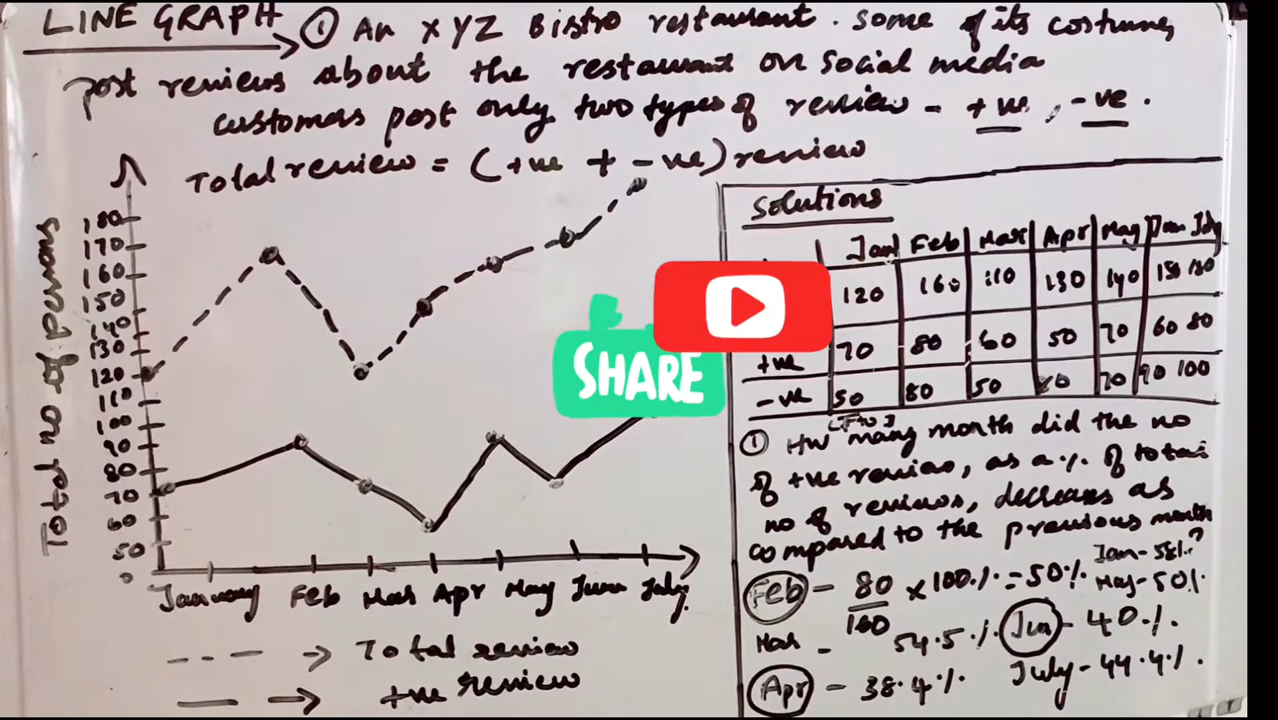 LINE GRAPH → ① An XYZ Bistro restaurant. Some of its costumes
post reviews about the restaurant on social media
customers post only two types of review - +ve, -ve.
Total review = (+ve + -ve) review
Total no of reviews
180
170
160
150
140
130
120
110
100
90
80
70
60
50
0
January Feb Mar Apr May June July
→ Total review
→ +ve review
SHARE
Solutions
Jan Feb Mar Apr May Jun July
120 160 110 130 140 150 180
+ve 70 80 60 50 70 60 80
-ve 50 80 50 80 70 90 100
① HW many month did the no
of +ve review, as a % of total
no of reviews, decrease as
compared to the previous month
Jan - 58%?
Feb - 80/160 × 100% = 50% May - 50%
Mar - 54.5% Jun - 40%.
Apr - 38.4% July - 44.4%.